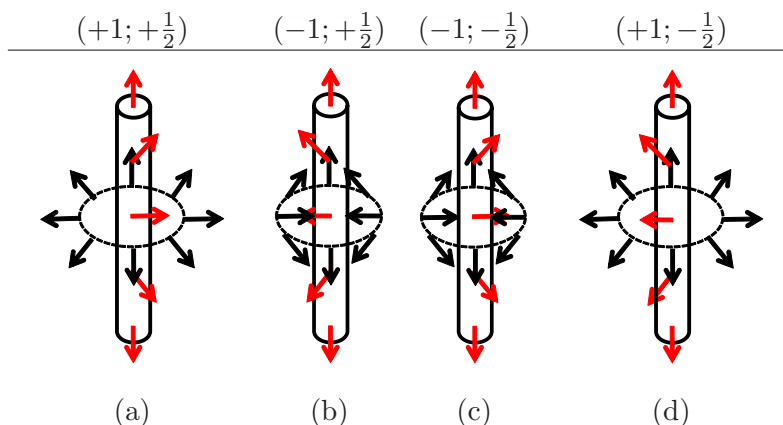 (+1; +1/2) (−1; +1/2) (−1; −1/2) (+1; −1/2)
(a) (b) (c) (d)